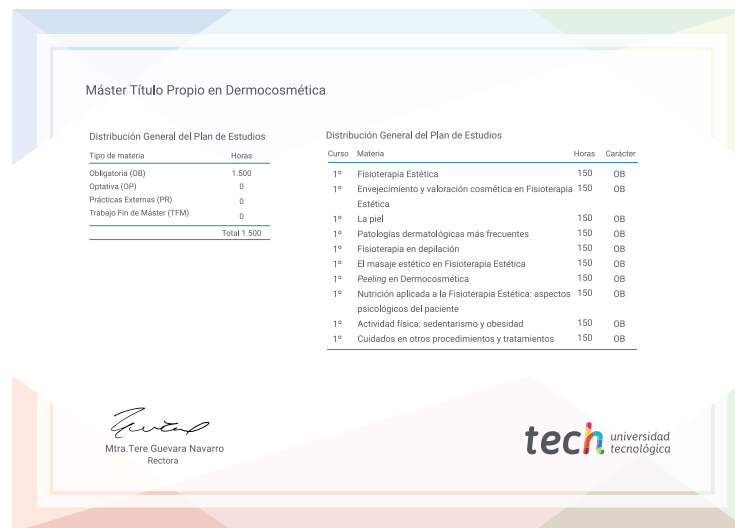 Máster Título Propio en Dermocosmética
Distribución General del Plan de Estudios
Tipo de materia Horas
Obligatoria (OB) 1.500
Optativa (OP) 0
Prácticas Externas (PR) 0
Trabajo Fin de Máster (TFM) 0
Total 1.500
Distribución General del Plan de Estudios
Curso Materia Horas Carácter
1º Fisioterapia Estética 150 OB
1º Envejecimiento y valoración cosmética en Fisioterapia 150 OB
Estética
1º La piel 150 OB
1º Patologías dermatológicas más frecuentes 150 OB
1º Fisioterapia en depilación 150 OB
1º El masaje estético en Fisioterapia Estética 150 OB
1º Peeling en Dermocosmética 150 OB
1º Nutrición aplicada a la Fisioterapia Estética: aspectos 150 OB
psicológicos del paciente
1º Actividad física: sedentarismo y obesidad 150 OB
1º Cuidados en otros procedimientos y tratamientos 150 OB
Mtra.Tere Guevara Navarro
Rectora
tech universidad
tecnológica